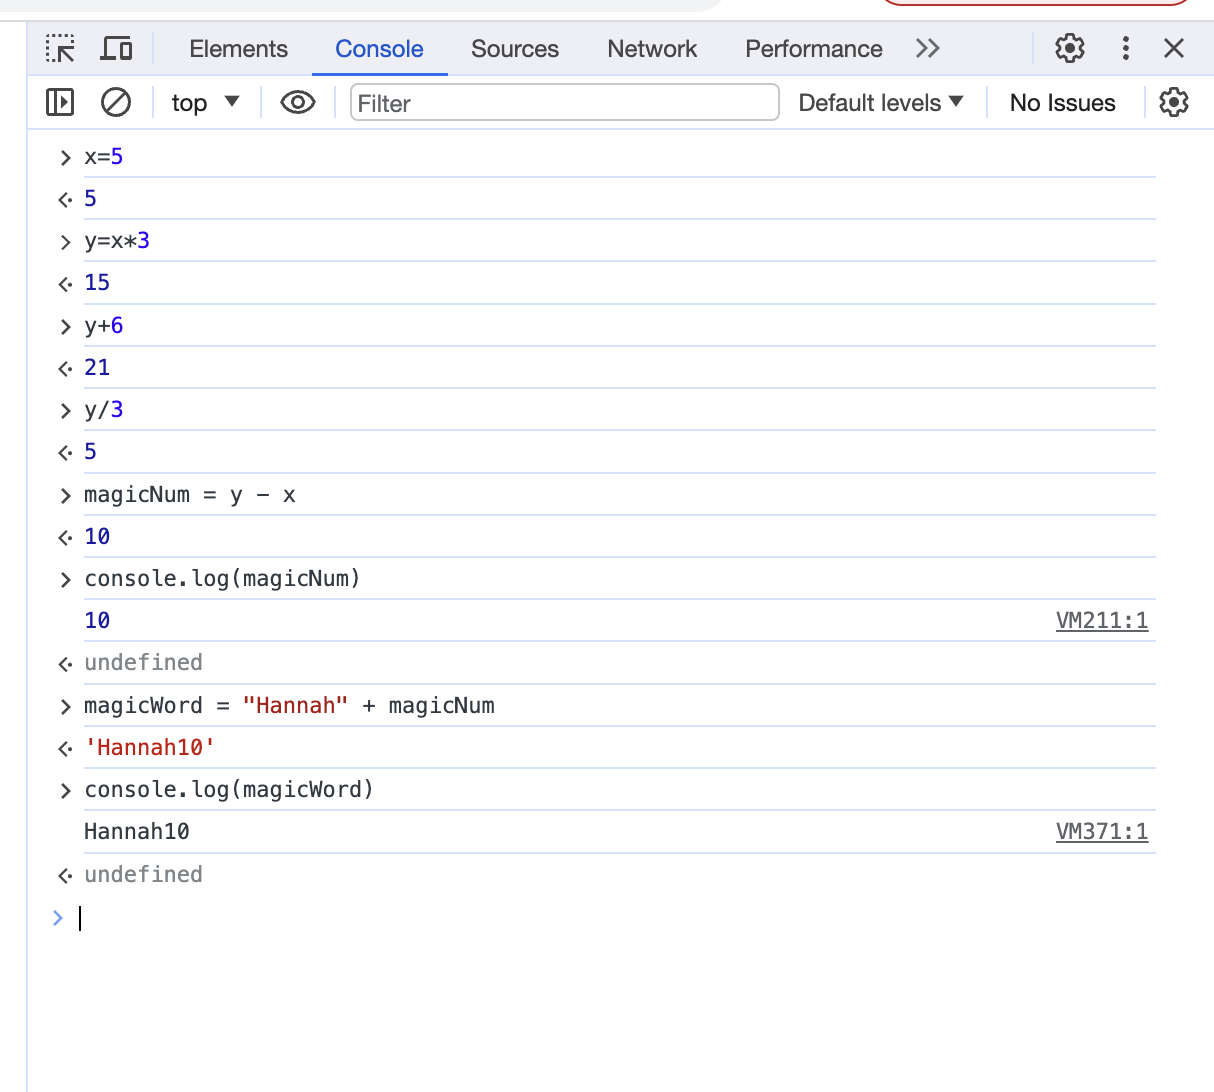 Elements Console Sources Network Performance
top Filter Default levels No Issues
x=5
5
y=x*3
15
y+6
21
y/3
5
magicNum = y - x
10
console.log(magicNum)
10 VM211:1
undefined
magicWord = "Hannah" + magicNum
'Hannah10'
console.log(magicWord)
Hannah10 VM371:1
undefined